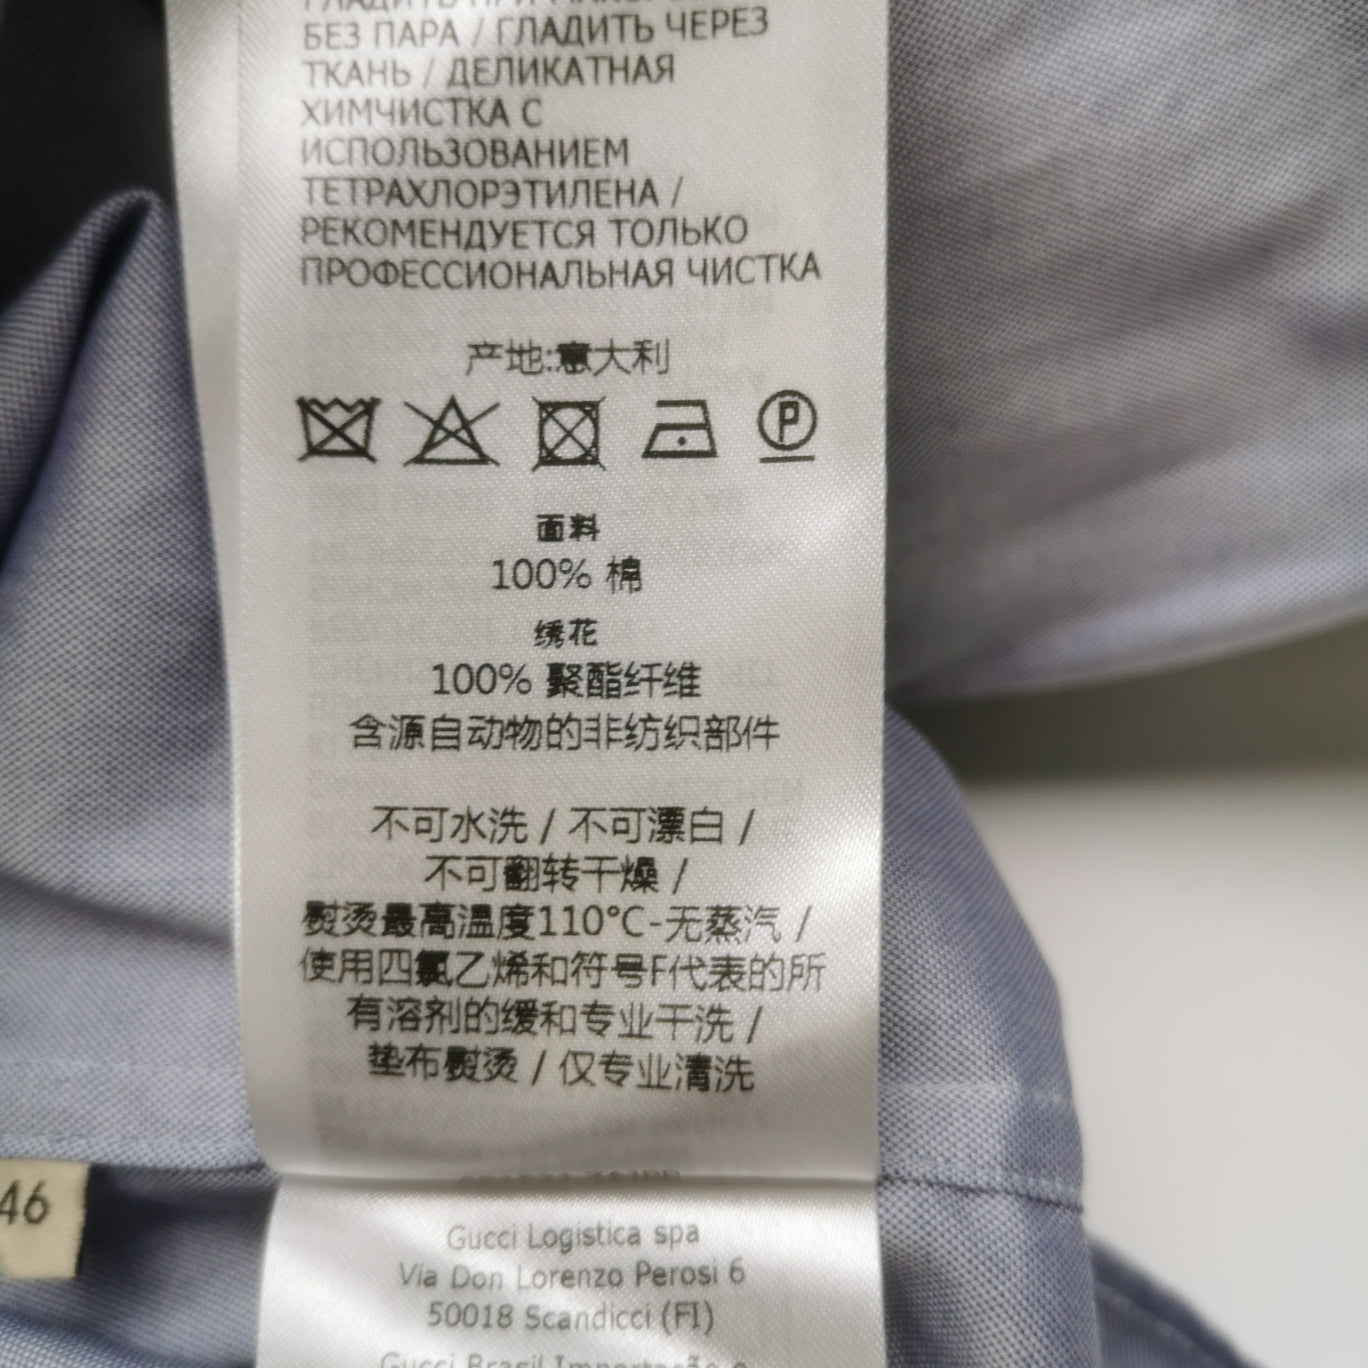 БЕЗ ПАРА / ГЛАДИТЬ ЧЕРЕЗ
ТКАНЬ / ДЕЛИКАТНАЯ
ХИМЧИСТКА С
ИСПОЛЬЗОВАНИЕМ
ТЕТРАХЛОРЭТИЛЕНА /
РЕКОМЕНДУЕТСЯ ТОЛЬКО
ПРОФЕССИОНАЛЬНАЯ ЧИСТКА
产地:意大利
P
面料
100% 棉
绣花
100% 聚酯纤维
含源自动物的非纺织部件
不可水洗 / 不可漂白 /
不可翻转干燥 /
熨烫最高温度110°C-无蒸汽 /
使用四氯乙烯和符号F代表的所
有溶剂的缓和专业干洗 /
垫布熨烫 / 仅专业清洗
46
Gucci Logistica spa
Via Don Lorenzo Perosi 6
50018 Scandicci (FI)
Gucci Brasil Importação e